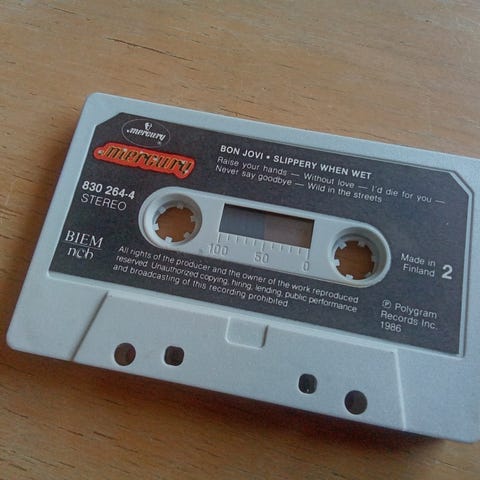 mercury
mercury
BON JOVI • SLIPPERY WHEN WET
Raise your hands — Without love — I'd die for you —
Never say goodbye — Wild in the streets
830 264-4
STEREO
100 50 0
BIEM
ncb
Made in
Finland 2
All rights of the producer and the owner of the work reproduced
reserved. Unauthorized copying, hiring, lending, public performance
and broadcasting of this recording prohibited
℗ Polygram
Records Inc.
1986